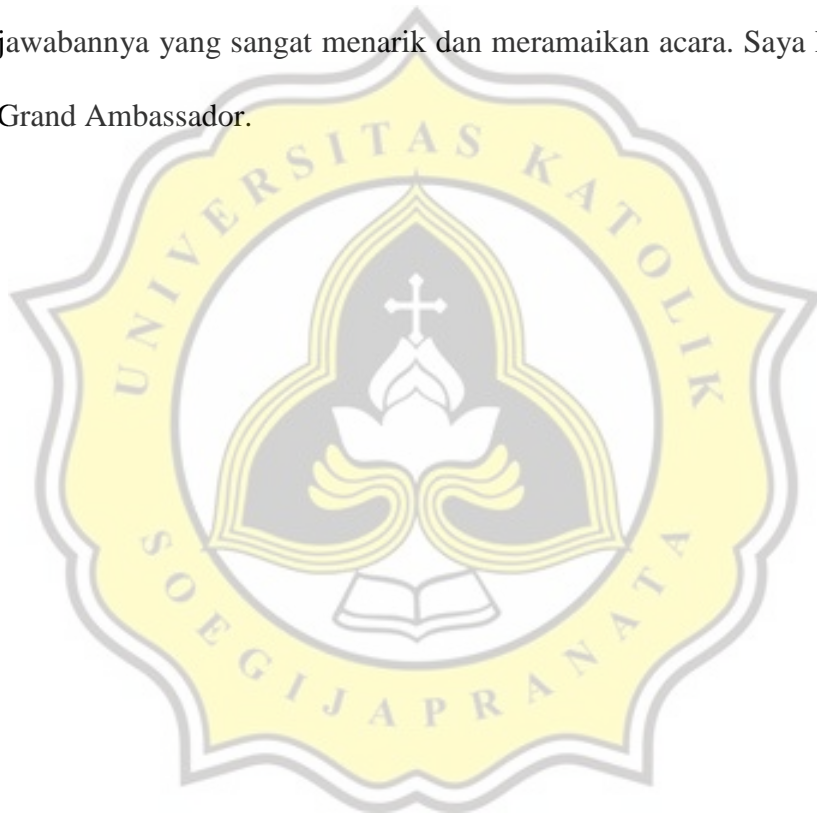 jawabannya yang sangat menarik dan meramaikan acara. Saya
Grand Ambassador.
UNIVERSITAS KATOLIK
SOEGIJAPRANATA